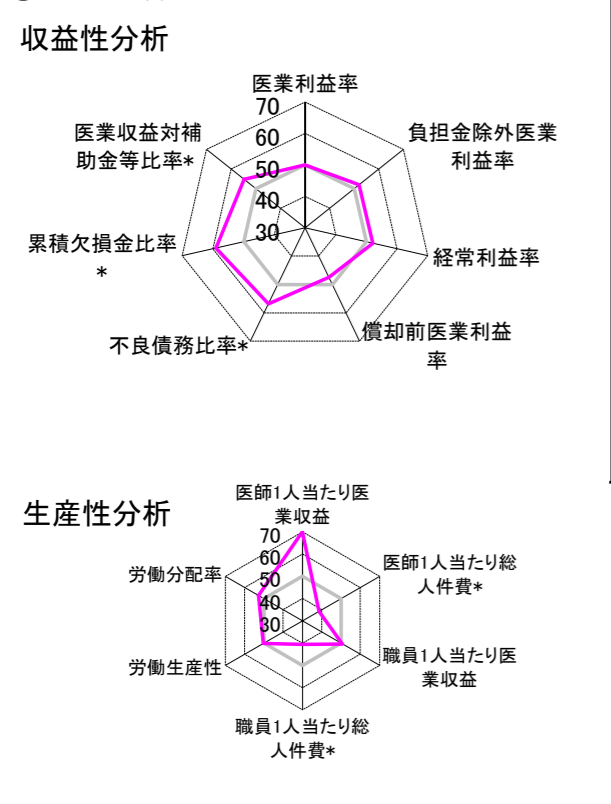 収益性分析
医業利益率
負担金除外医業
利益率
経常利益率
償却前医業利益
率
不良債務比率*
累積欠損金比率
*
医業収益対補
助金等比率*
70
60
50
40
30
生産性分析
医師1人当たり医
業収益
医師1人当たり総
人件費*
職員1人当たり医
業収益
職員1人当たり総
人件費*
労働生産性
労働分配率
70
60
50
40
30